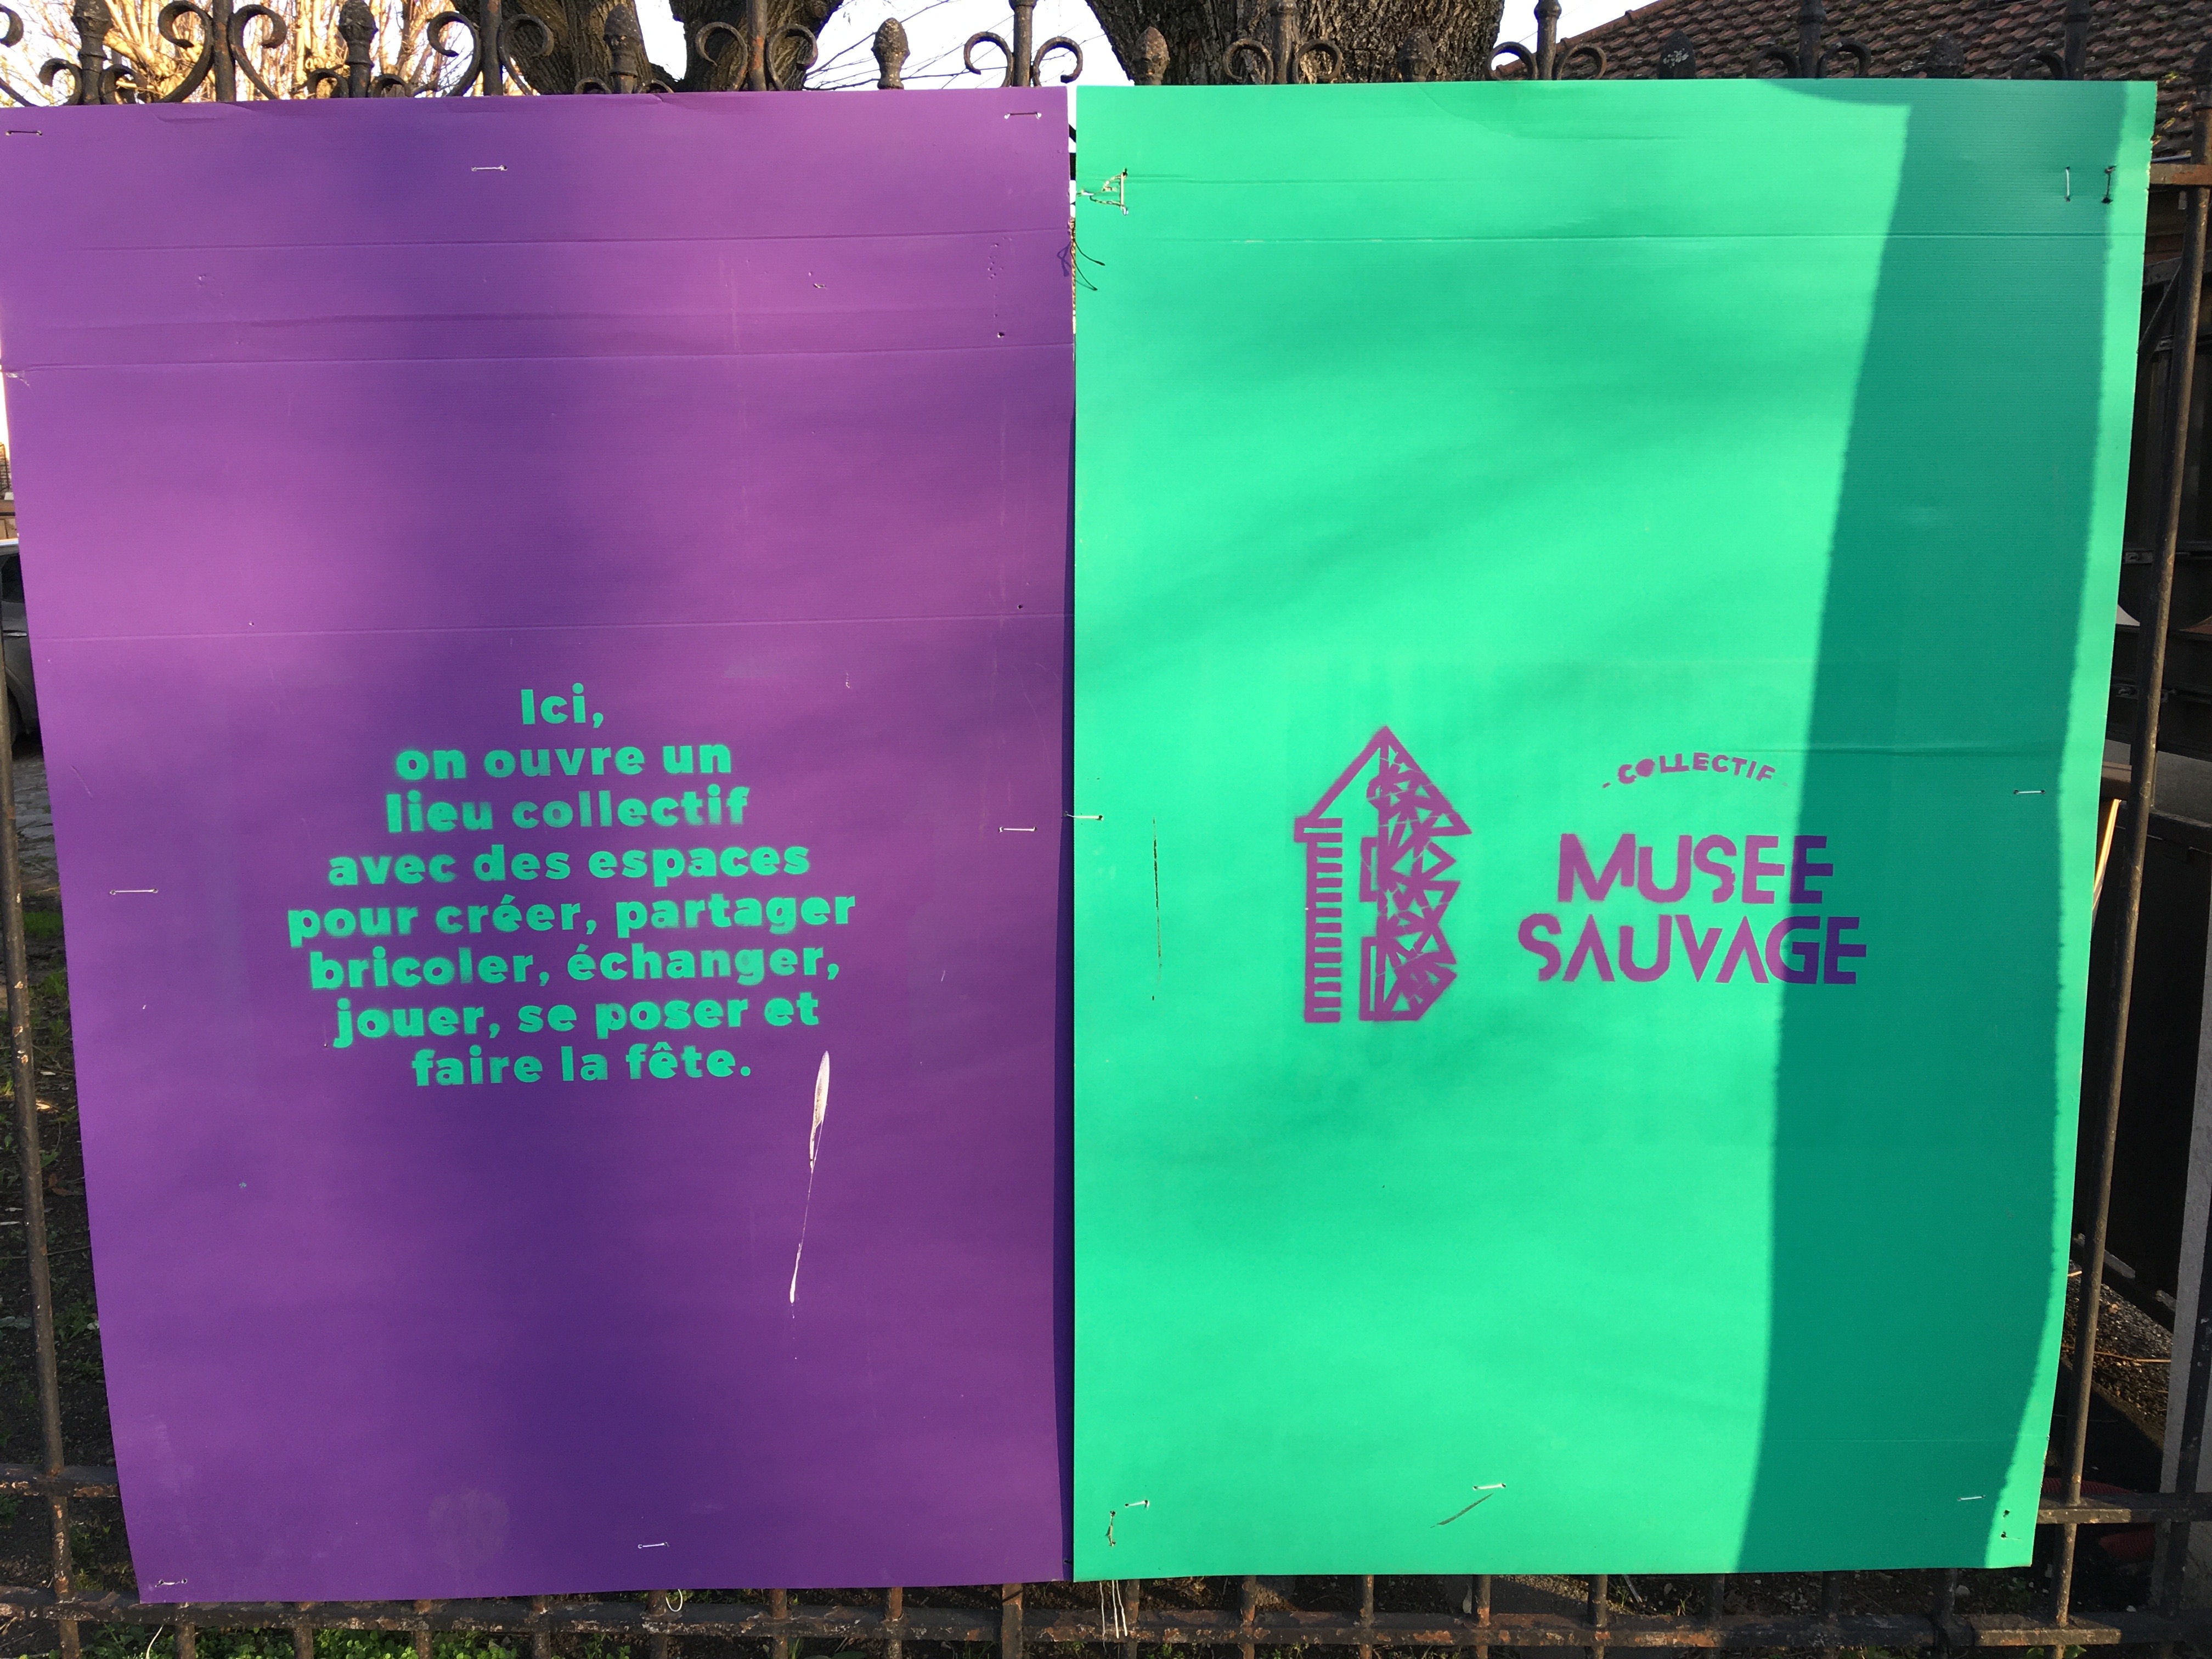 Ici,
on ouvre un
lieu collectif
avec des espaces
pour créer, partager
bricoler, échanger,
jouer, se poser et
faire la fête.
COLLECTIF
MUSEE
SAUVAGE